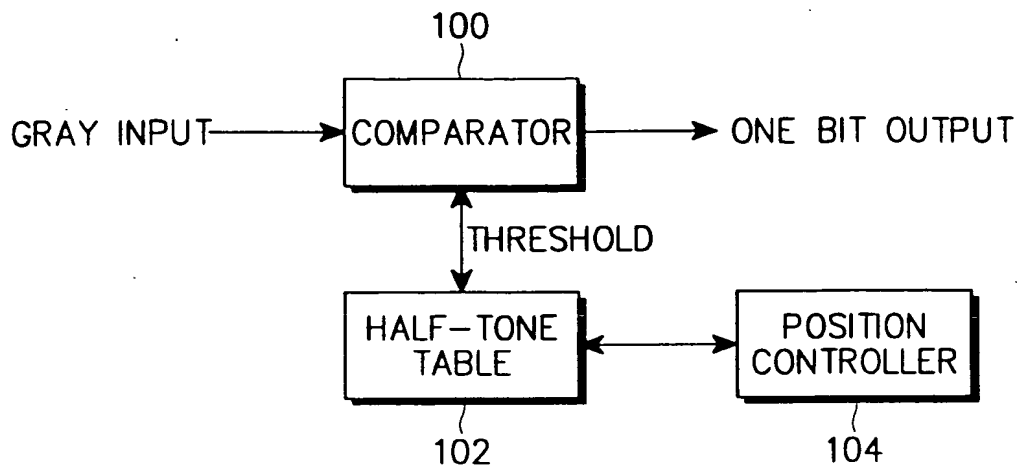 100
GRAY INPUT
COMPARATOR
ONE BIT OUTPUT
THRESHOLD
HALF-TONE
TABLE
POSITION
CONTROLLER
102
104